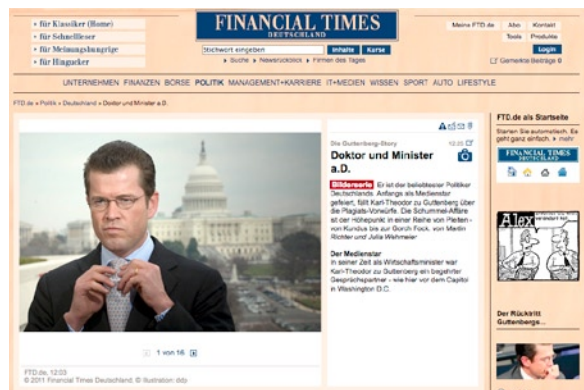 › für Klassiker (Home)
› für Schnellleser
› für Meinungshungrige
› für Hingucker
FINANCIAL TIMES
DEUTSCHLAND
Stichwort eingeben
Inhalte
Kurse
› Suche › Newsrückblick › Firmen des Tages
Meine FTD.de Abo Kontakt
Tools Produkte
Login
Gemerkte Beiträge 0
UNTERNEHMEN FINANZEN BÖRSE POLITIK MANAGEMENT+KARRIERE IT+MEDIEN WISSEN SPORT AUTO LIFESTYLE
FTD.de » Politik » Deutschland » Doktor und Minister a.D.
Die Guttenberg-Story 12:25
Doktor und Minister
a.D.
Bilderserie Er ist der beliebteste Politiker
Deutschlands. Anfangs als Medienstar
gefeiert, fällt Karl-Theodor zu Guttenberg über
die Plagiats-Vorwürfe. Die Schummel-Affäre
ist der Höhepunkt in einer Reihe von Pleiten -
von Kundus bis zur Gorch Fock. von Martin
Richter und Julia Wehmeier
Der Medienstar
In seiner Zeit als Wirtschaftsminister war
Karl-Theodor zu Guttenberg ein begehrter
Gesprächspartner - wie hier vor dem Capitol
in Washington D.C.
1 von 16
FTD.de, 12:03
© 2011 Financial Times Deutschland, © Illustration: ddp
FTD.de als Startseite
Starten Sie automatisch. Es
geht ganz einfach. › mehr
FINANCIAL TIMES
DEUTSCHLAND
Alex
Der Rücktritt
Guttenbergs...